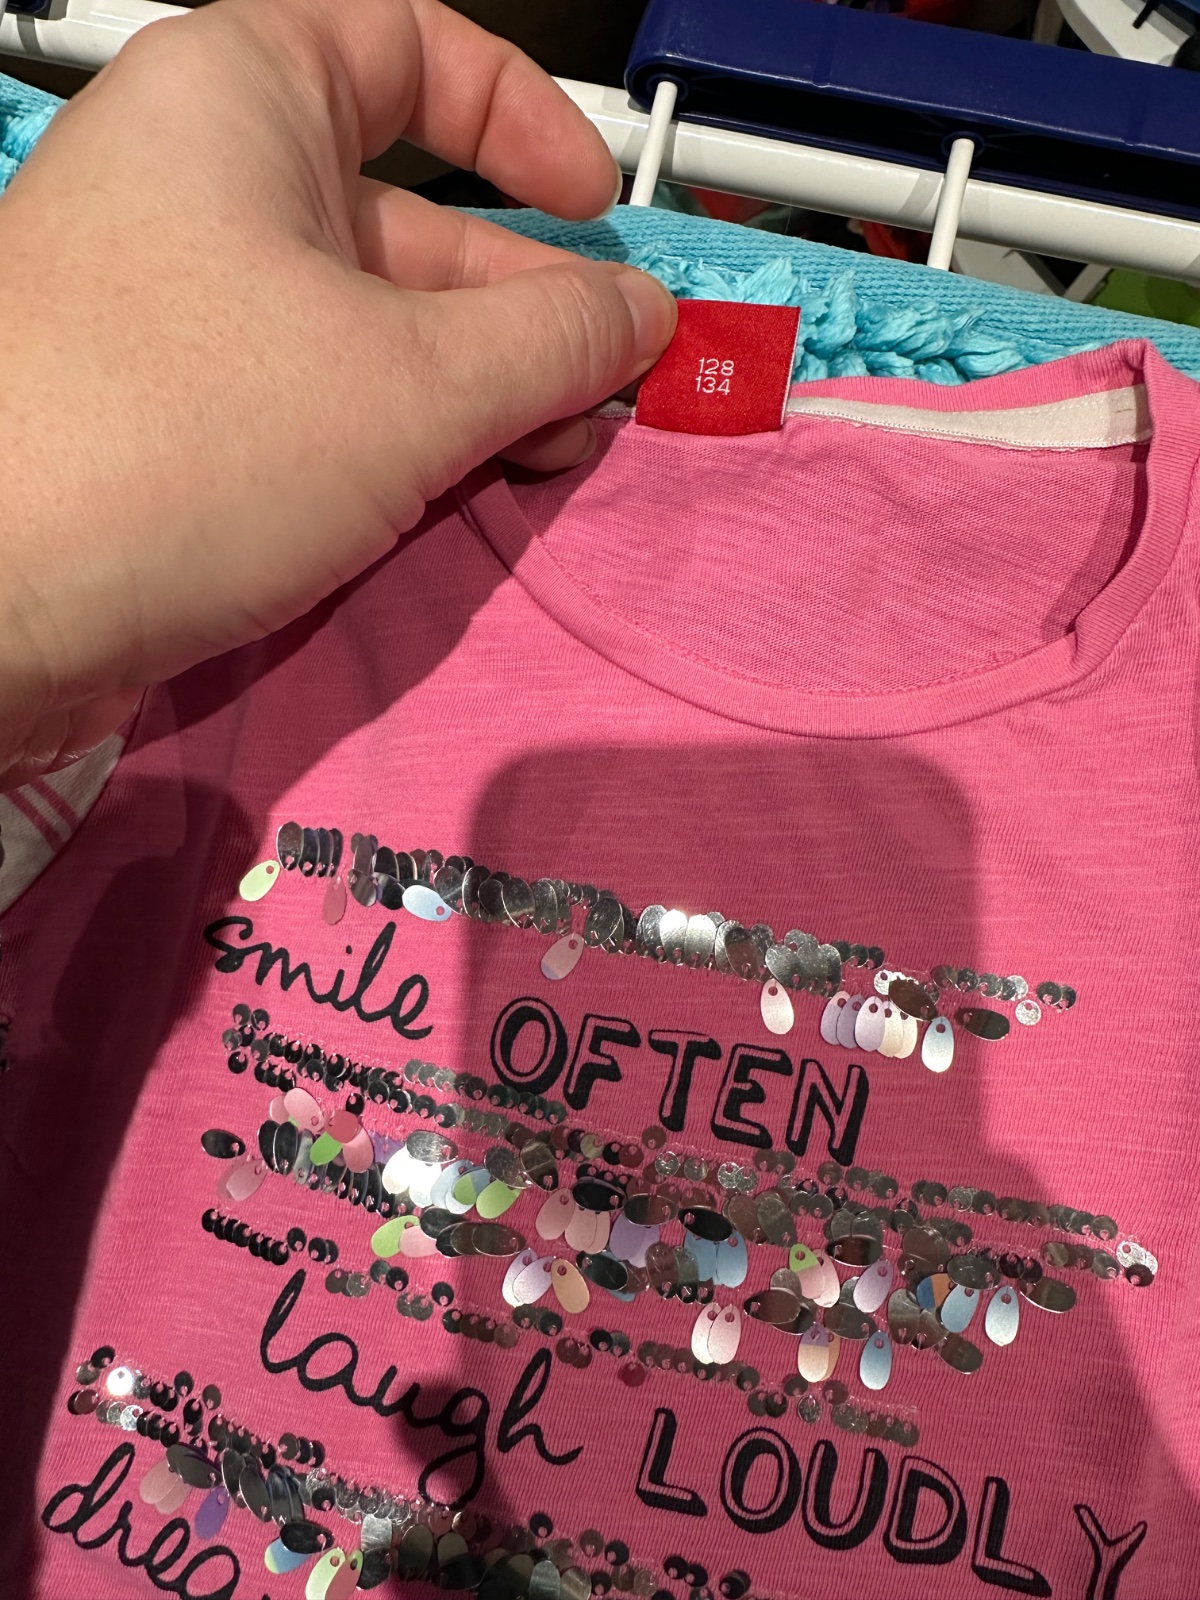 128
134
smile OFTEN
laugh LOUDLY